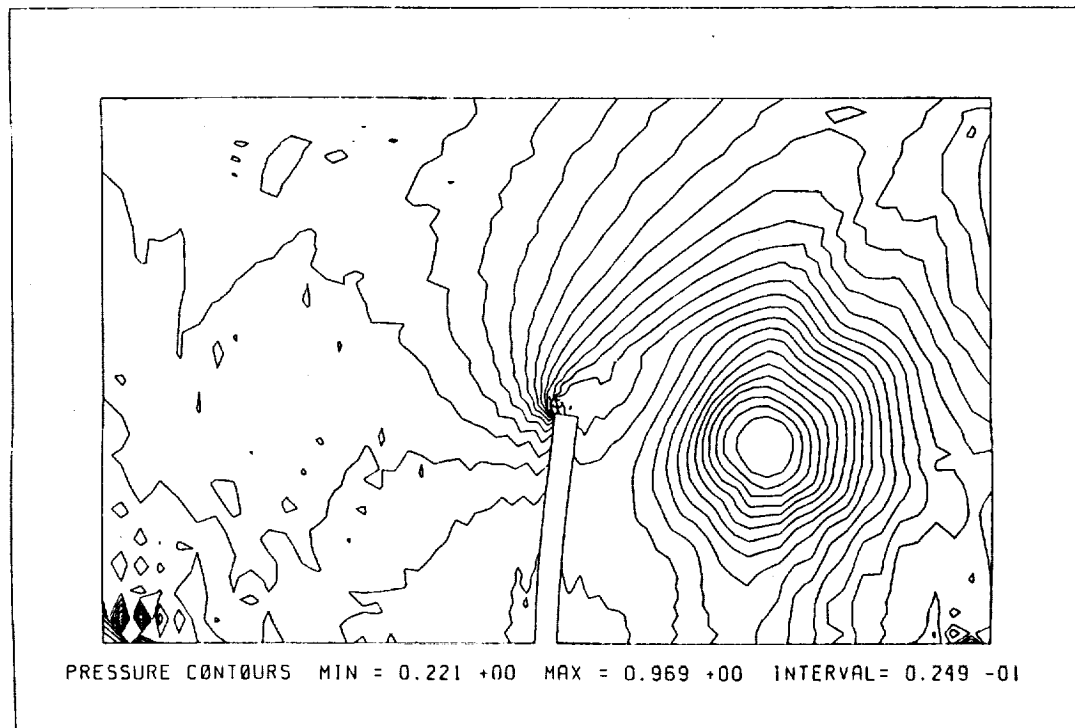 PRESSURE CØNTØURS MIN = 0.221 +00 MAX = 0.969 +00 INTERVAL= 0.249 -01